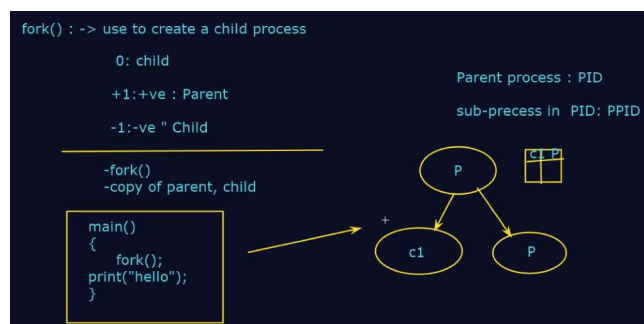 fork() : -> use to create a child process
0: child
+1:+ve : Parent
-1:-ve " Child
Parent process : PID
sub-precess in PID: PPID
-fork()
-copy of parent, child
main()
{
fork();
print("hello");
}
P
c1 P
c1
P